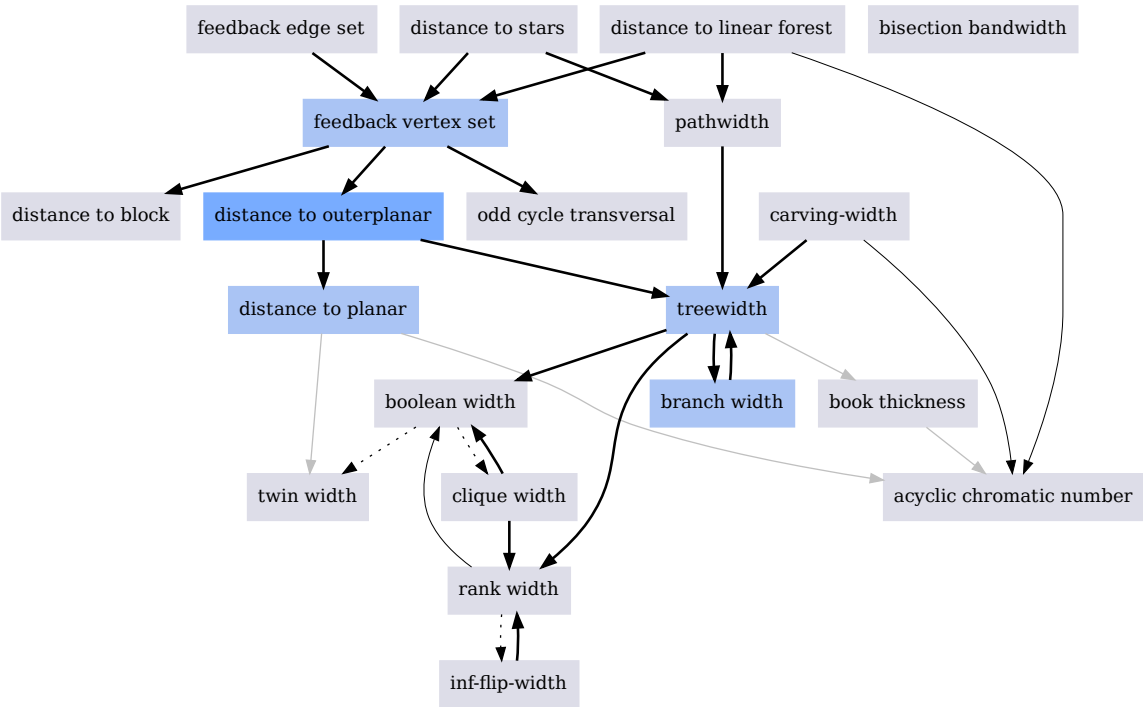 feedback edge set
distance to stars
distance to linear forest
bisection bandwidth
feedback vertex set
pathwidth
distance to block
distance to outerplanar
odd cycle transversal
carving-width
distance to planar
treewidth
boolean width
branch width
book thickness
twin width
clique width
acyclic chromatic number
rank width
inf-flip-width